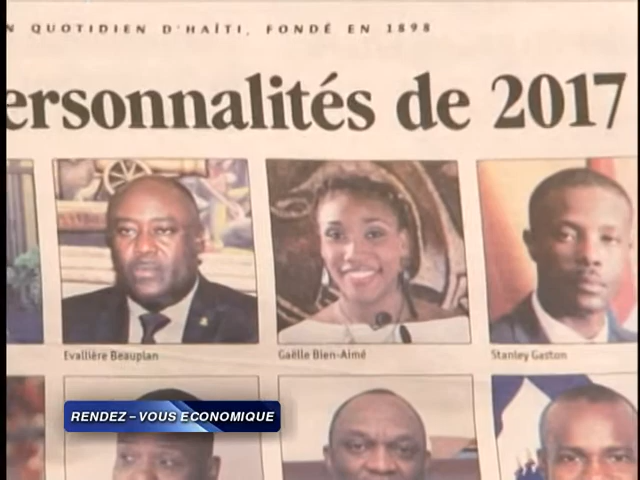 N QUOTIDIEN D'HAÏTI, FONDÉ EN 1898
ersonnalités de 2017
Evallière Beauplan
Gaëlle Bien-Aimé
Stanley Gaston
RENDEZ-VOUS ECONOMIQUE